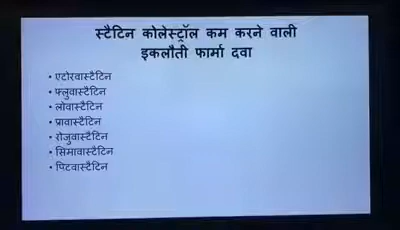 स्टैटिन कोलेस्ट्रॉल कम करने वाली
इकलौती फार्मा दवा
• एटोरवास्टैटिन
• फ्लुवास्टैटिन
• लोवास्टैटिन
• प्रावास्टैटिन
• रोजुवास्टैटिन
• सिमावास्टैटिन
• पिटवास्टैटिन